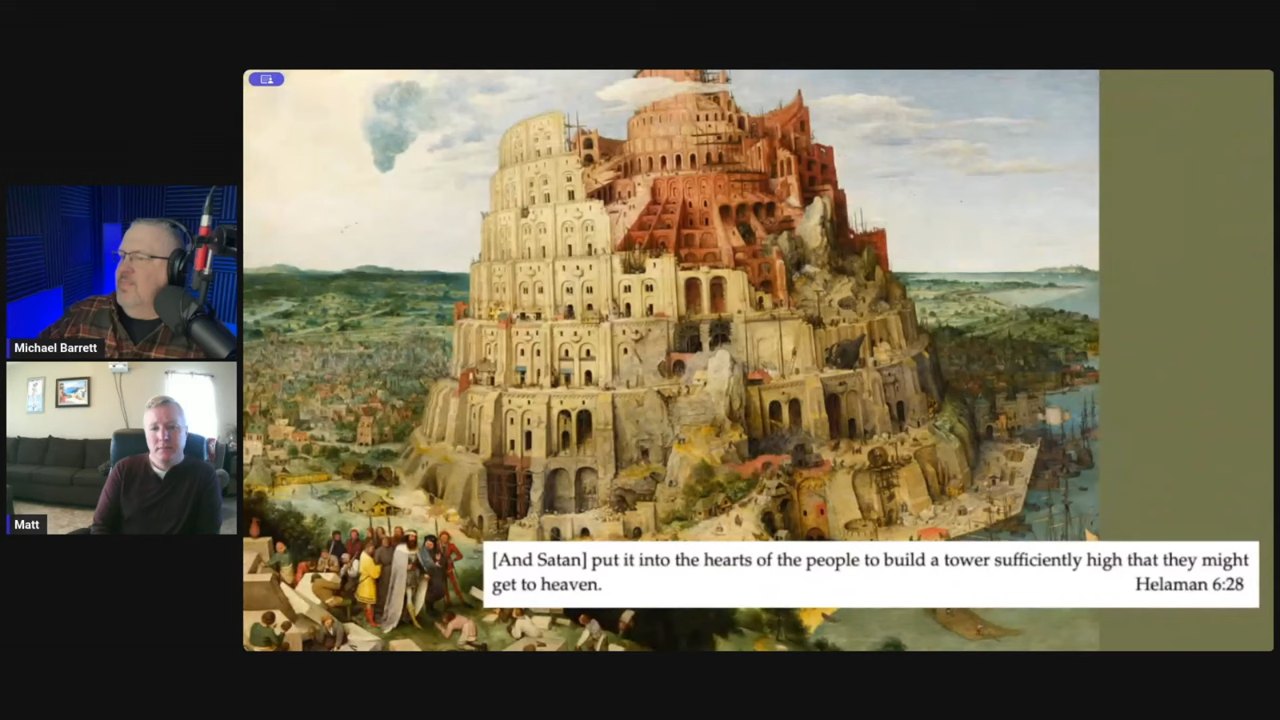 Michael Barrett
Matt
[And Satan] put it into the hearts of the people to build a tower sufficiently high that they might
get to heaven. Helaman 6:28